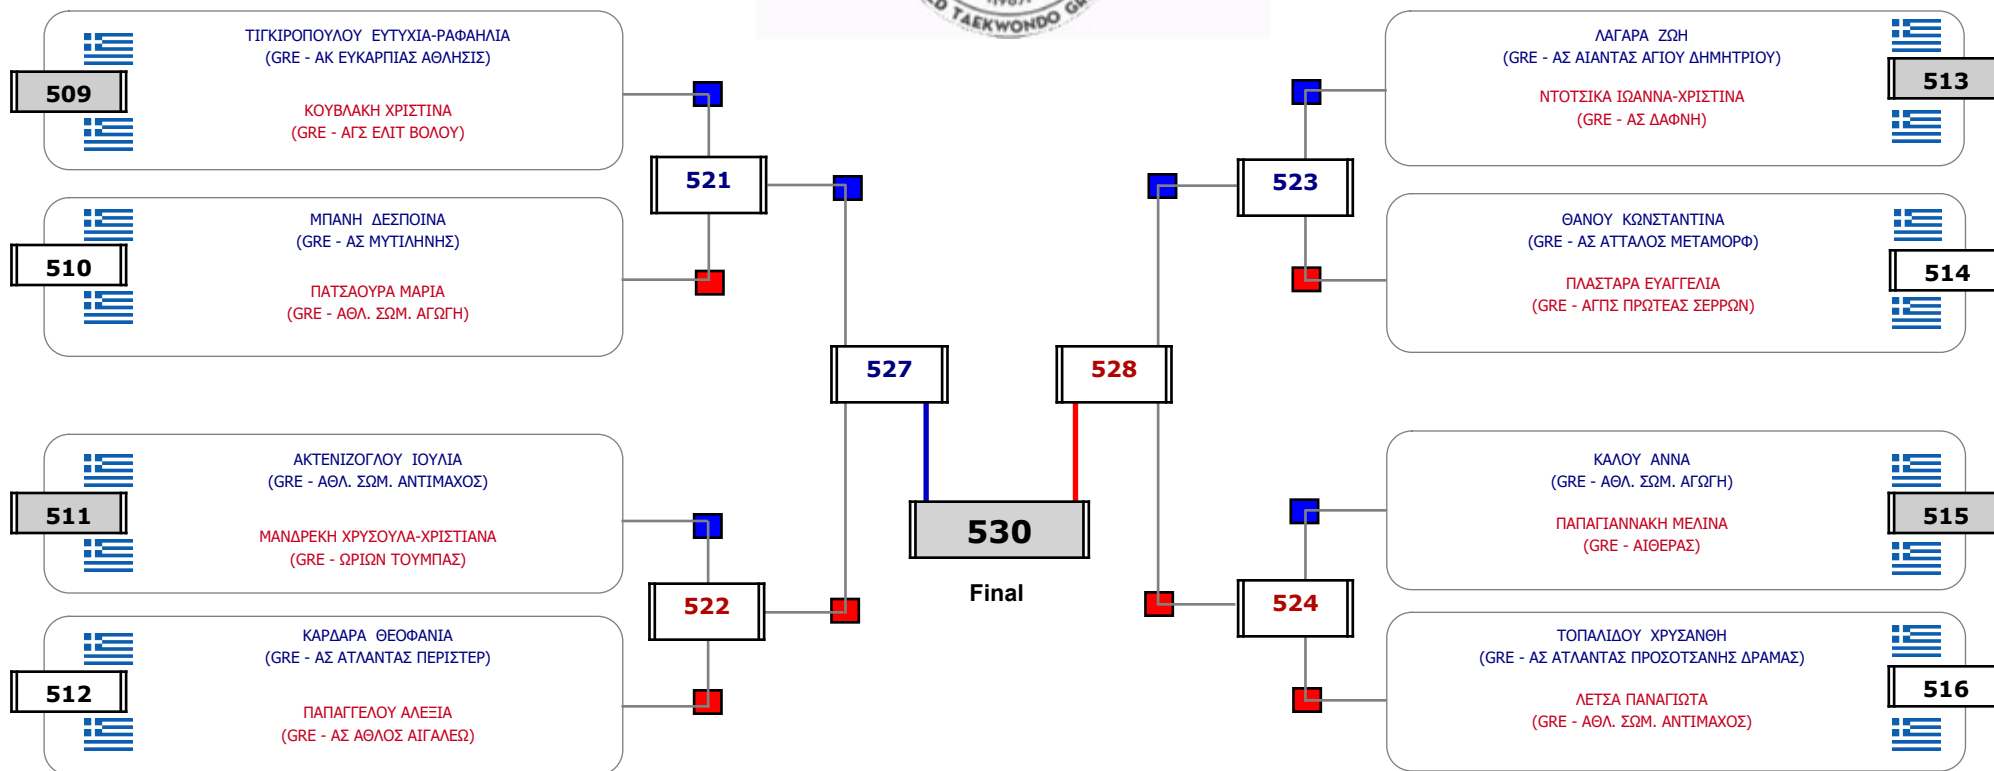 TAEKWONDO
509
ΤΙΓΚΙΡΟΠΟΥΛΟΥ ΕΥΤΥΧΙΑ-ΡΑΦΑΗΛΙΑ
(GRE - ΑΚ ΕΥΚΑΡΠΙΑΣ ΑΘΛΗΣΙΣ)
ΚΟΥΒΛΑΚΗ ΧΡΙΣΤΙΝΑ
(GRE - ΑΓΣ ΕΛΙΤ ΒΟΛΟΥ)
510
ΜΠΑΝΗ ΔΕΣΠΟΙΝΑ
(GRE - ΑΣ ΜΥΤΙΛΗΝΗΣ)
ΠΑΤΣΑΟΥΡΑ ΜΑΡΙΑ
(GRE - ΑΘΛ. ΣΩΜ. ΑΓΩΓΗ)
511
ΑΚΤΕΝΙΖΟΓΛΟΥ ΙΟΥΛΙΑ
(GRE - ΑΘΛ. ΣΩΜ. ΑΝΤΙΜΑΧΟΣ)
ΜΑΝΔΡΕΚΗ ΧΡΥΣΟΥΛΑ-ΧΡΙΣΤΙΑΝΑ
(GRE - ΩΡΙΩΝ ΤΟΥΜΠΑΣ)
512
ΚΑΡΔΑΡΑ ΘΕΟΦΑΝΙΑ
(GRE - ΑΣ ΑΤΛΑΝΤΑΣ ΠΕΡΙΣΤΕΡ)
ΠΑΠΑΓΓΕΛΟΥ ΑΛΕΞΙΑ
(GRE - ΑΣ ΑΘΛΟΣ ΑΙΓΑΛΕΩ)
521
522
527
530
Final
528
523
524
ΛΑΓΑΡΑ ΖΩΗ
(GRE - ΑΣ ΑΙΑΝΤΑΣ ΑΓΙΟΥ ΔΗΜΗΤΡΙΟΥ)
ΝΤΟΤΣΙΚΑ ΙΩΑΝΝΑ-ΧΡΙΣΤΙΝΑ
(GRE - ΑΣ ΔΑΦΝΗ)
513
ΘΑΝΟΥ ΚΩΝΣΤΑΝΤΙΝΑ
(GRE - ΑΣ ΑΤΤΑΛΟΣ ΜΕΤΑΜΟΡΦ)
ΠΛΑΣΤΑΡΑ ΕΥΑΓΓΕΛΙΑ
(GRE - ΑΓΠΣ ΠΡΩΤΕΑΣ ΣΕΡΡΩΝ)
514
ΚΑΛΟΥ ΑΝΝΑ
(GRE - ΑΘΛ. ΣΩΜ. ΑΓΩΓΗ)
ΠΑΠΑΓΙΑΝΝΑΚΗ ΜΕΛΙΝΑ
(GRE - ΑΙΘΕΡΑΣ)
515
ΤΟΠΑΛΙΔΟΥ ΧΡΥΣΑΝΘΗ
(GRE - ΑΣ ΑΤΛΑΝΤΑΣ ΠΡΟΣΟΤΣΑΝΗΣ ΔΡΑΜΑΣ)
ΛΕΤΣΑ ΠΑΝΑΓΙΩΤΑ
(GRE - ΑΘΛ. ΣΩΜ. ΑΝΤΙΜΑΧΟΣ)
516